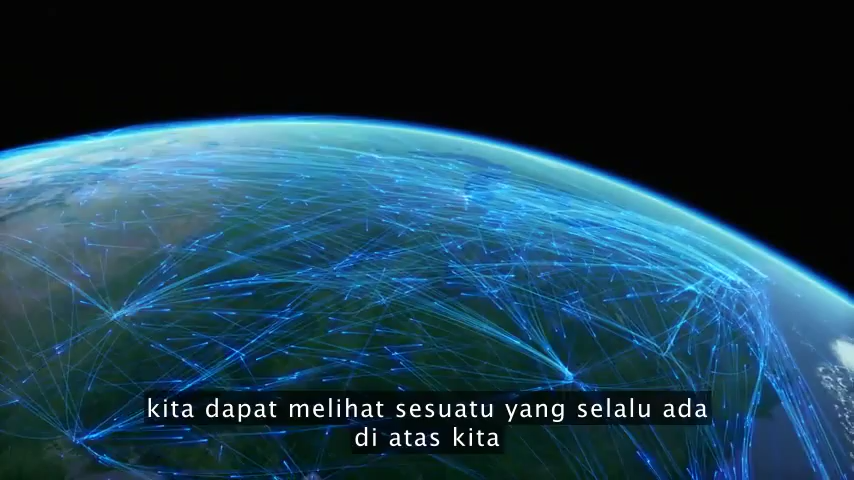 kita dapat melihat sesuatu yang selalu ada
di atas kita